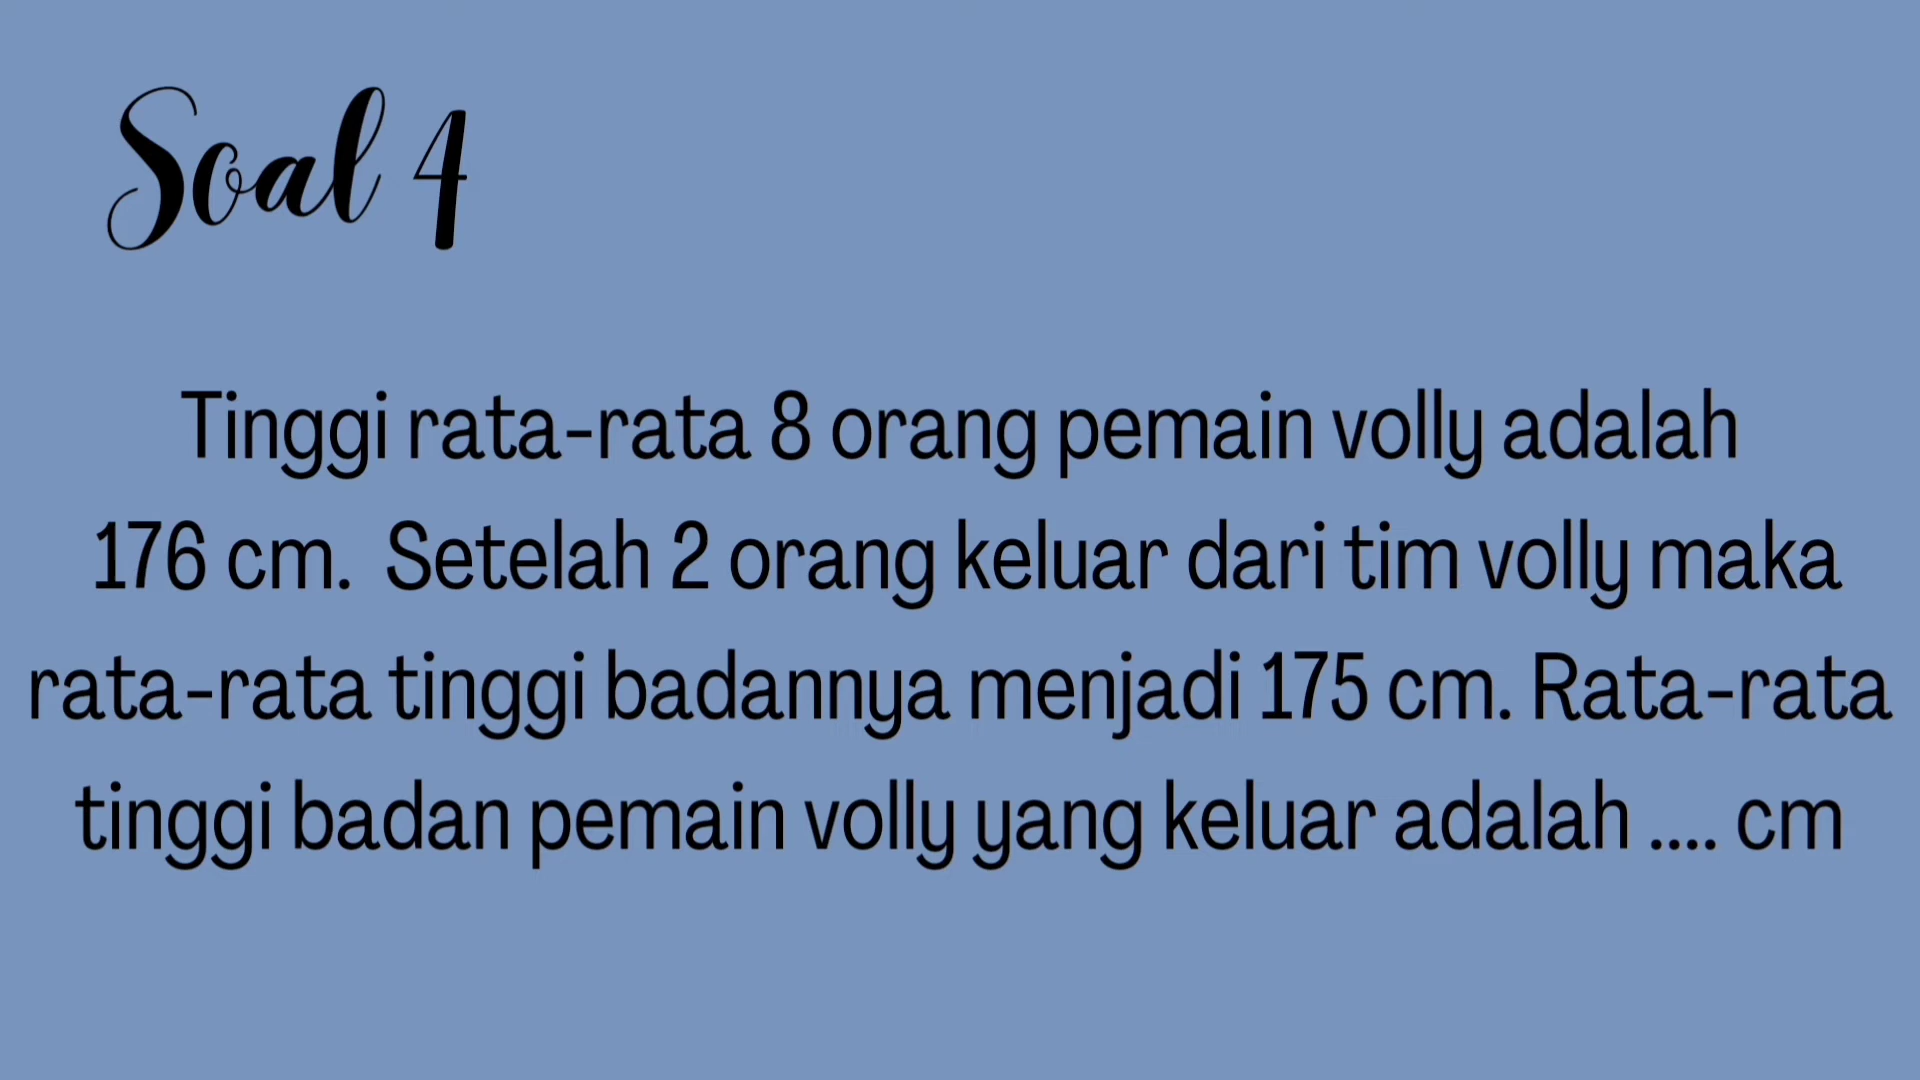 Soal 4
Tinggi rata-rata 8 orang pemain volly adalah
176 cm. Setelah 2 orang keluar dari tim volly maka
rata-rata tinggi badannya menjadi 175 cm. Rata-rata
tinggi badan pemain volly yang keluar adalah .... cm